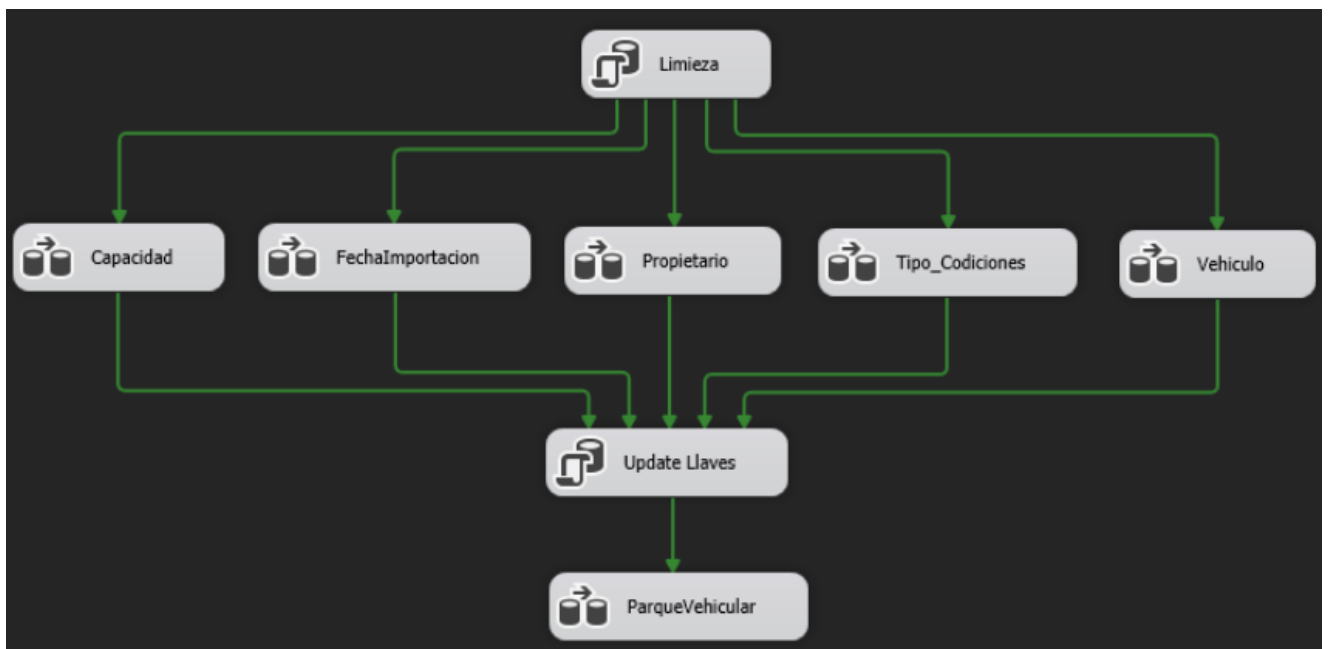 Limieza
Capacidad
FechaImportacion
Propietario
Tipo_Codiciones
Vehiculo
Update Llaves
ParqueVehicular